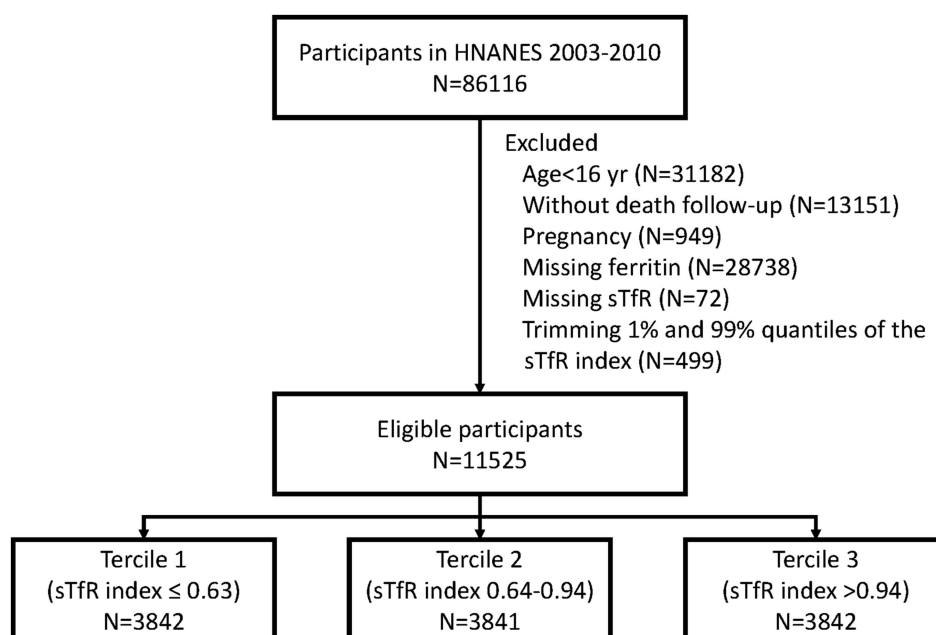 Participants in HNANES 2003-2010
N=86116
Excluded
Age<16 yr (N=31182)
Without death follow-up (N=13151)
Pregnancy (N=949)
Missing ferritin (N=28738)
Missing sTfR (N=72)
Trimming 1% and 99% quantiles of the
sTfR index (N=499)
Eligible participants
N=11525
Tercile 1
(sTfR index ≤ 0.63)
N=3842
Tercile 2
(sTfR index 0.64-0.94)
N=3841
Tercile 3
(sTfR index >0.94)
N=3842